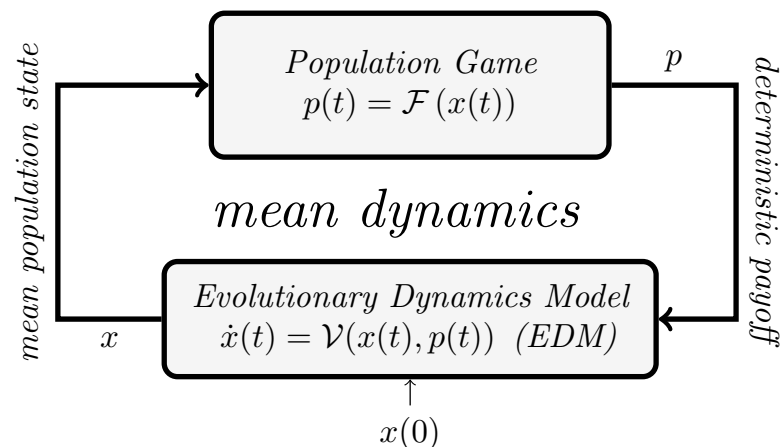 Population Game
p(t) = F (x(t))
p
mean population state
deterministic payoff
mean dynamics
Evolutionary Dynamics Model
ẋ(t) = V(x(t), p(t)) (EDM)
x
↑
x(0)